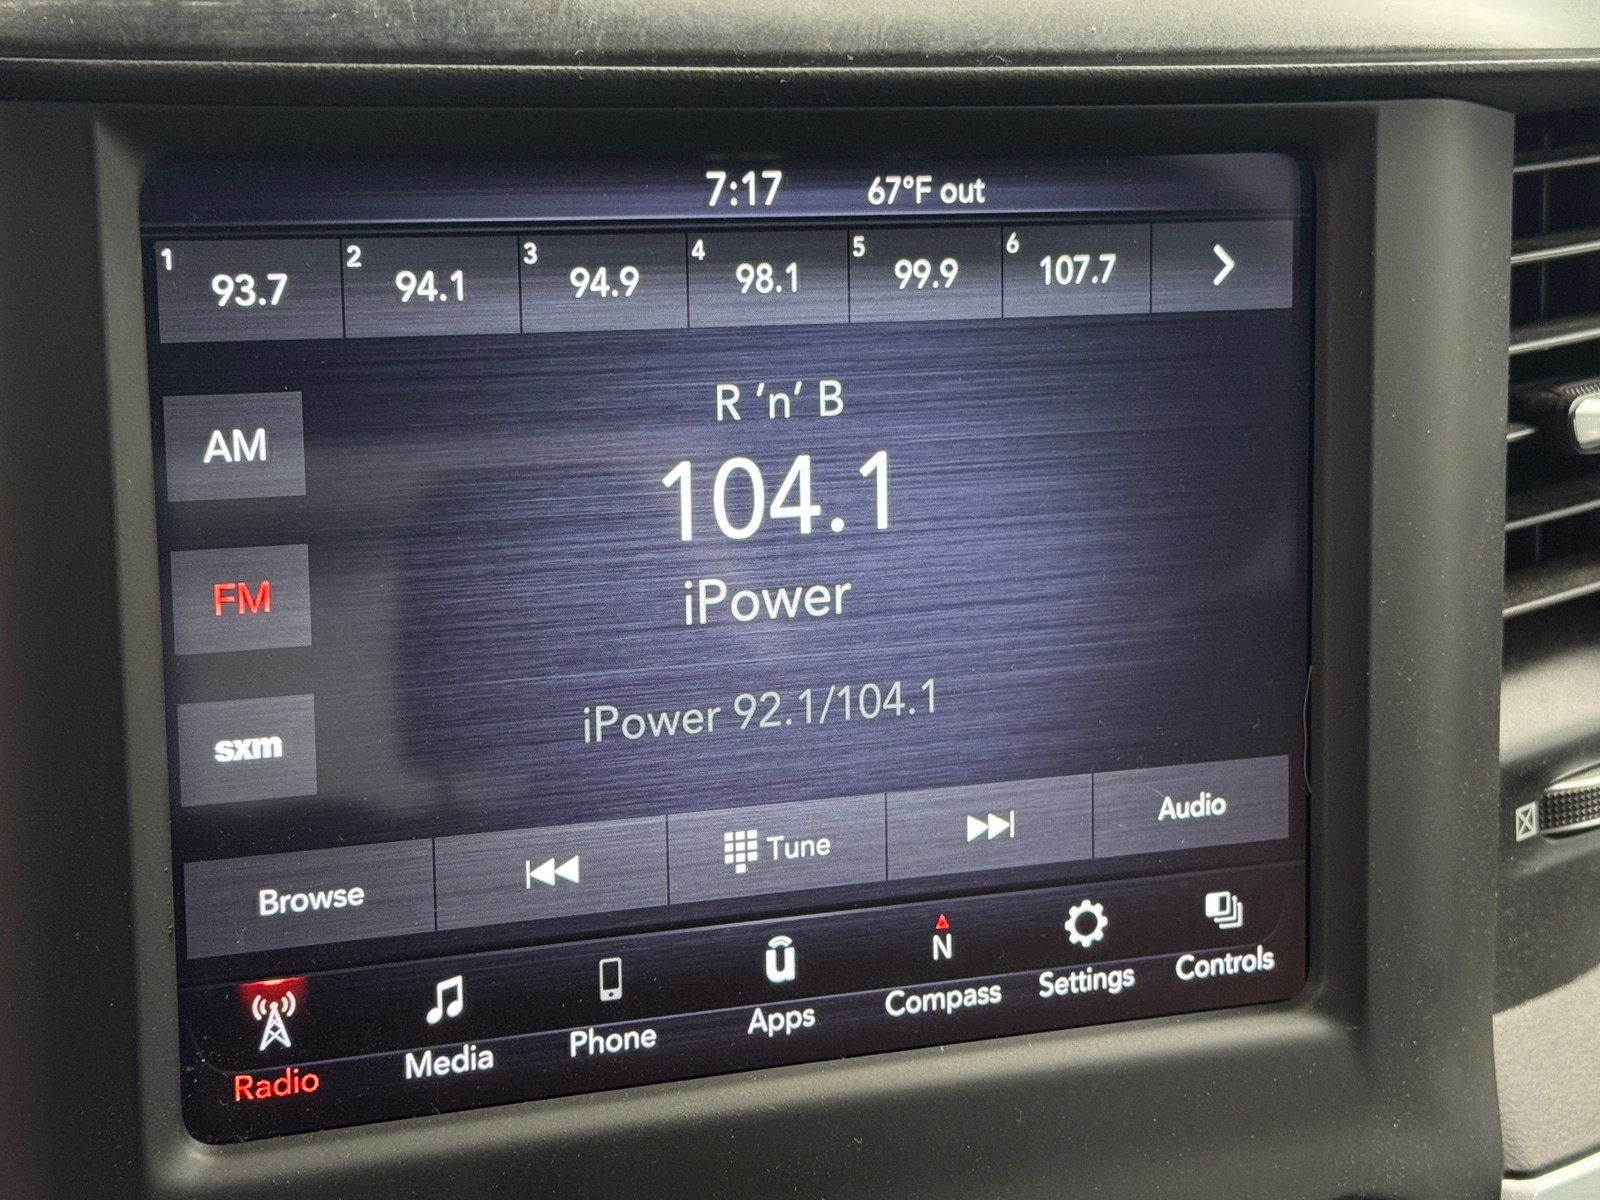 7:17 67°F out
1 93.7 2 94.1 3 94.9 4 98.1 5 99.9 6 107.7
R 'n' B
AM
104.1
FM
iPower
iPower 92.1/104.1
sxm
Browse Tune Audio
N
Radio Media Phone Apps Compass Settings Controls